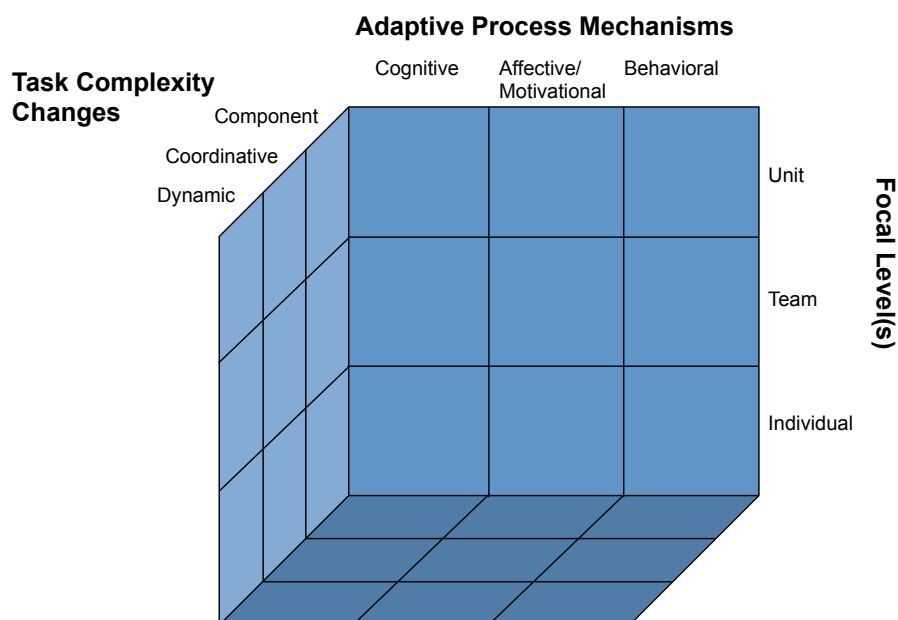 Adaptive Process Mechanisms
Cognitive
Affective/
Motivational
Behavioral
Task Complexity
Changes
Component
Coordinative
Dynamic
Unit
Team
Individual
Focal Level(s)